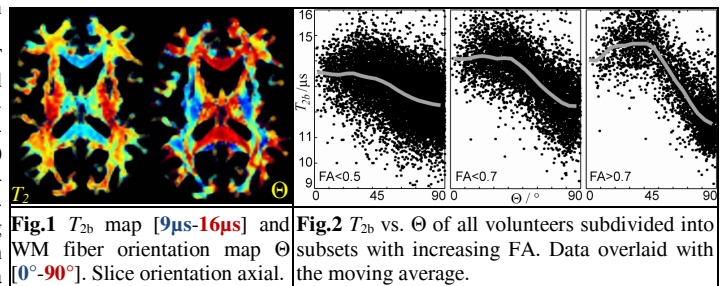 T2
Θ
16
15
T2b/µs
13
11
10
9
FA<0.5
FA<0.7
FA>0.7
0
45
90
0
Θ / °
90
0
45
90
Fig.1 T2b map [9µs-16µs] and
WM fiber orientation map Θ
[0°-90°]. Slice orientation axial.
Fig.2 T2b vs. Θ of all volunteers subdivided into
subsets with increasing FA. Data overlaid with
the moving average.